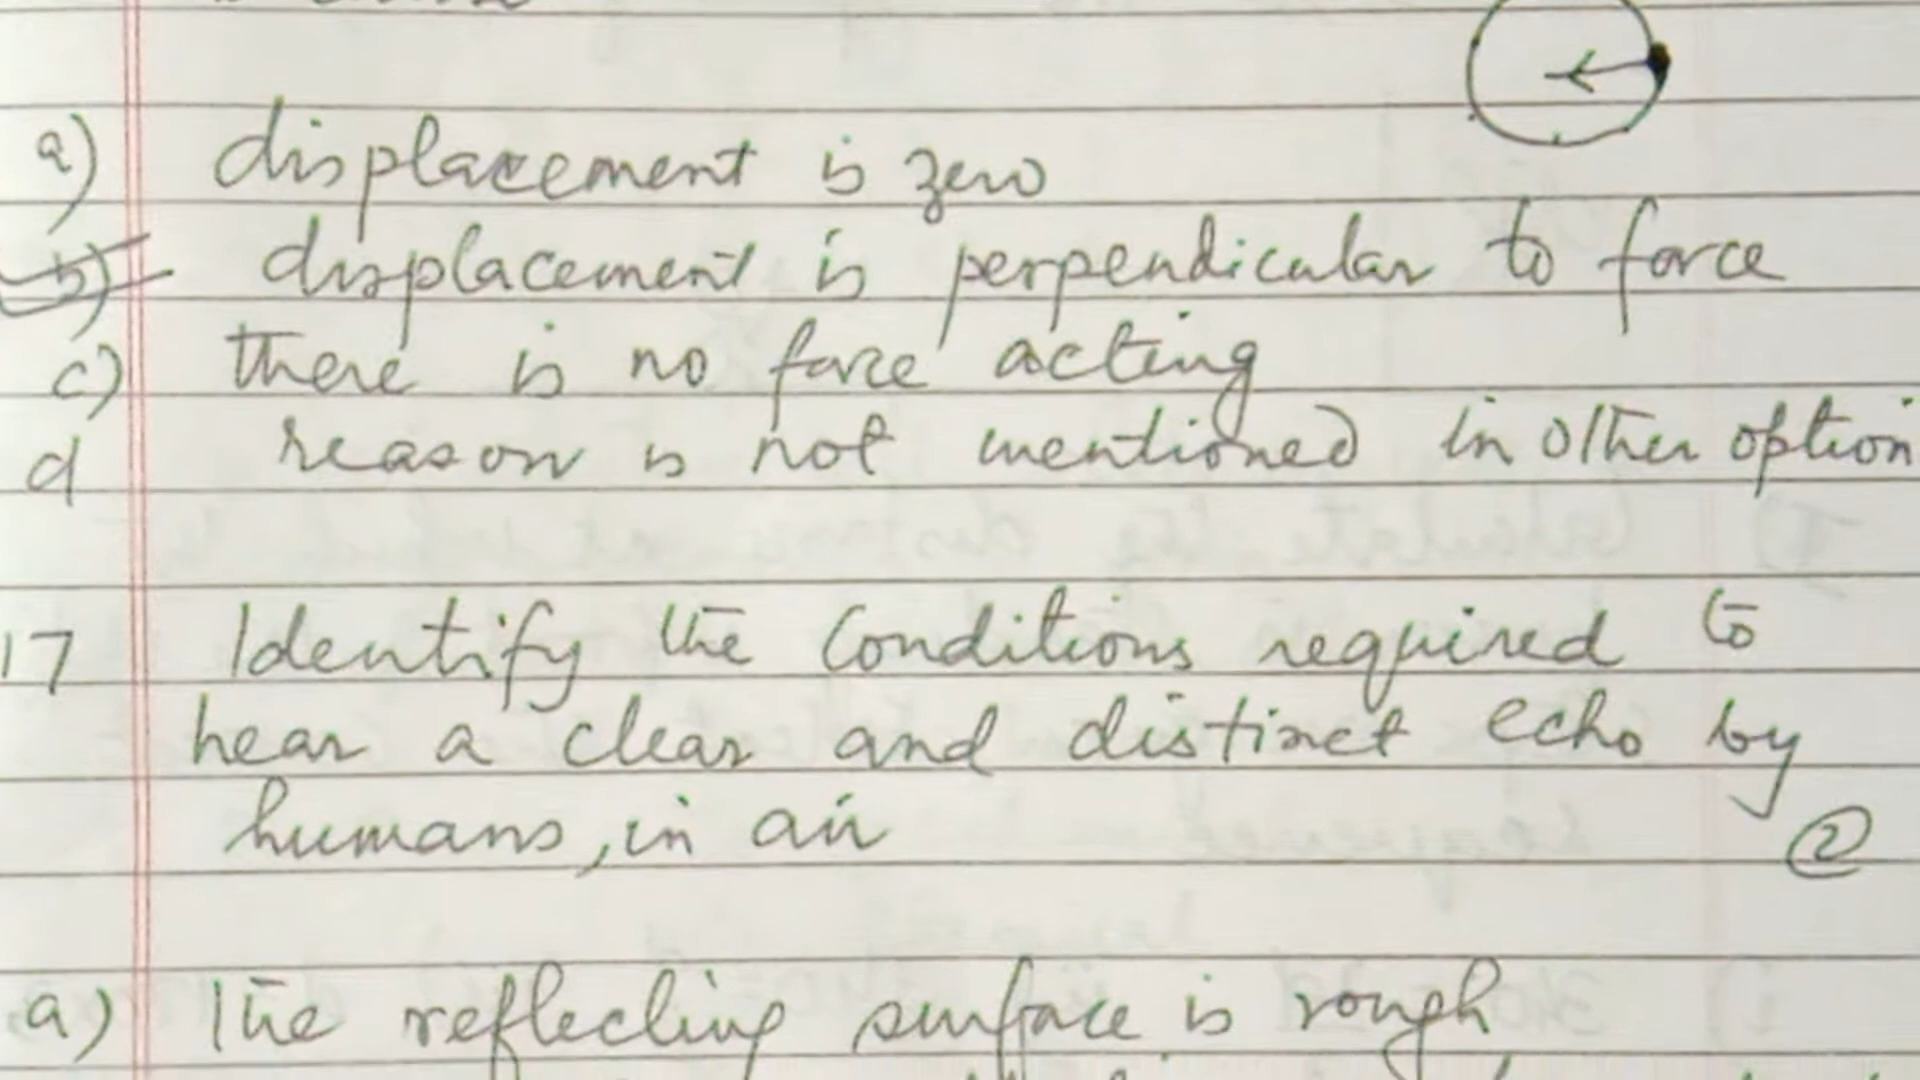 a) displacement is zero
b) displacement is perpendicular to force
c) there is no force acting
d reason is not mentioned in other option
17 Identify the Conditions required to
hear a clear and distinct echo by
humans, in air
2
a) The reflecting surface is rough